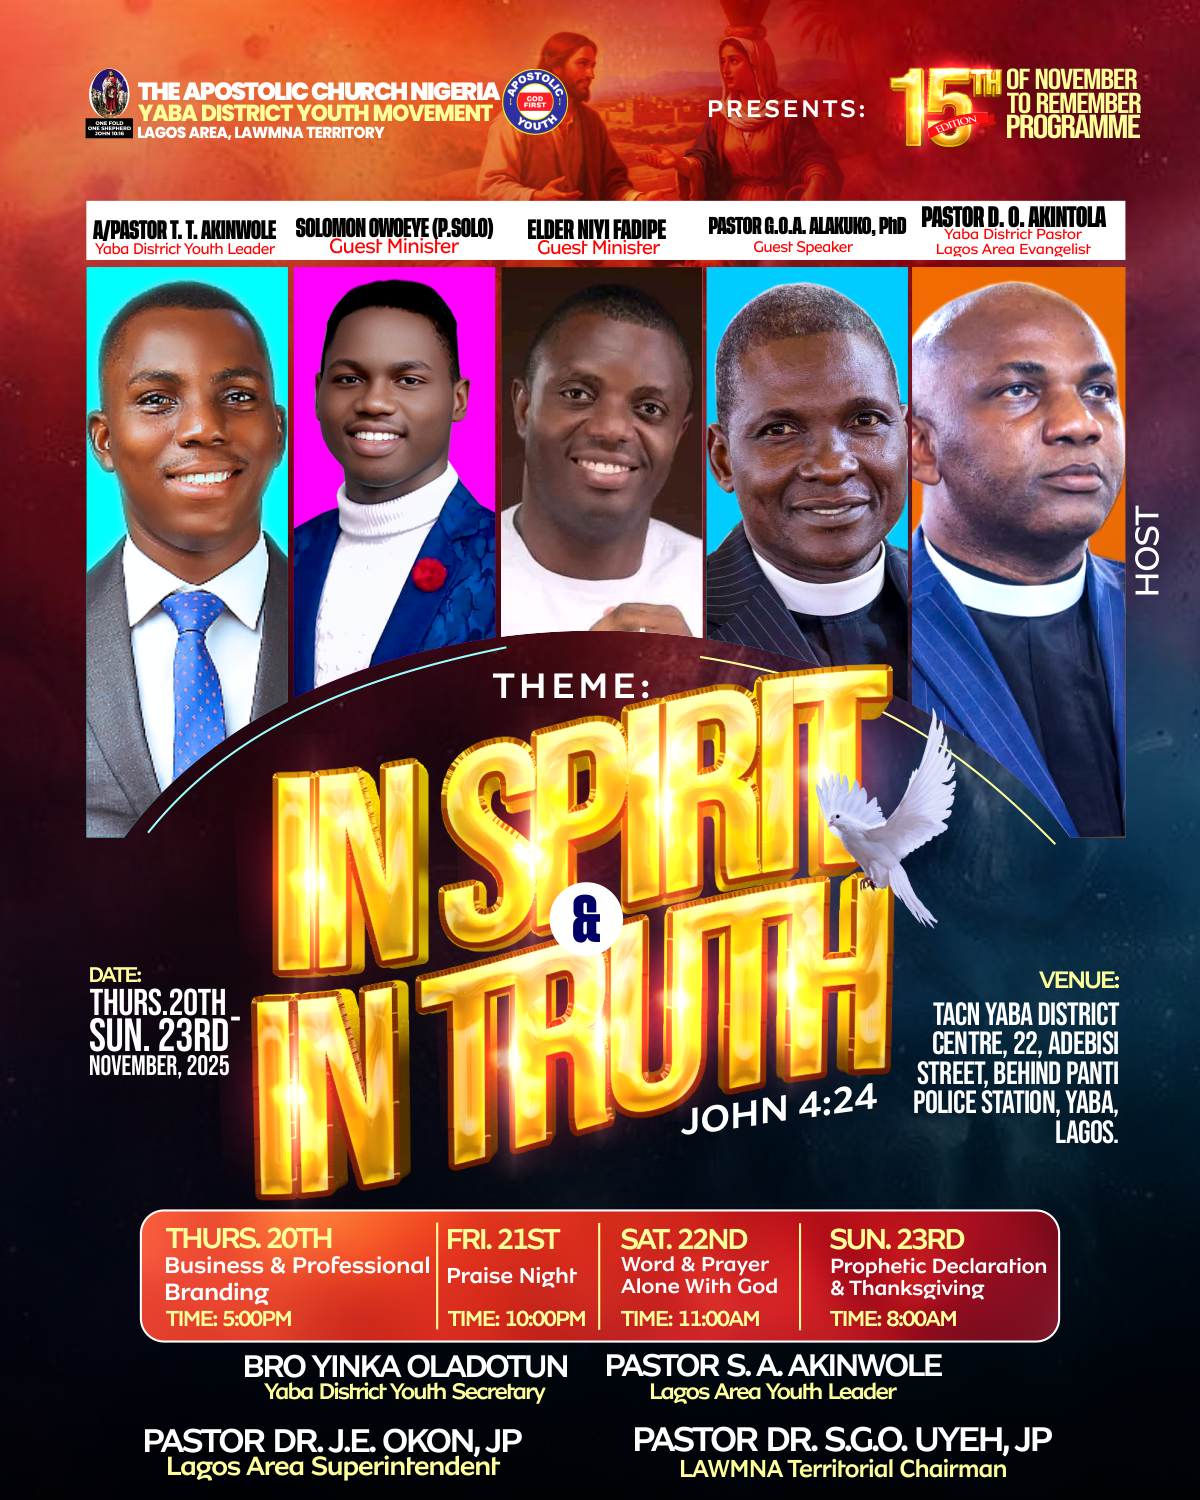 THE APOSTOLIC CHURCH NIGERIA
YABA DISTRICT YOUTH MOVEMENT
LAGOS AREA, LAWMNA TERRITORY
ONE FOLD
ONE SHEPHERD
JOHN 10:16
APOSTOLIC
GOD
FIRST
YOUTH
PRESENTS:
15TH
EDITION
OF NOVEMBER
TO REMEMBER
PROGRAMME
A/PASTOR T. T. AKINWOLE
Yaba District Youth Leader
SOLOMON OWOEYE (P.SOLO)
Guest Minister
ELDER NIYI FADIPE
Guest Minister
PASTOR G.O.A. ALAKUKO, PhD
Guest Speaker
PASTOR D. O. AKINTOLA
Yaba District Pastor
Lagos Area Evangelist
HOST
THEME:
IN SPIRIT
&
IN TRUTH
JOHN 4:24
DATE:
THURS.20TH -
SUN. 23RD
NOVEMBER, 2025
VENUE:
TACN YABA DISTRICT
CENTRE, 22, ADEBISI
STREET, BEHIND PANTI
POLICE STATION, YABA,
LAGOS.
THURS. 20TH
Business & Professional
Branding
TIME: 5:00PM
FRI. 21ST
Praise Night
TIME: 10:00PM
SAT. 22ND
Word & Prayer
Alone With God
TIME: 11:00AM
SUN. 23RD
Prophetic Declaration
& Thanksgiving
TIME: 8:00AM
BRO YINKA OLADOTUN
Yaba District Youth Secretary
PASTOR S. A. AKINWOLE
Lagos Area Youth Leader
PASTOR DR. J.E. OKON, JP
Lagos Area Superintendent
PASTOR DR. S.G.O. UYEH, JP
LAWMNA Territorial Chairman